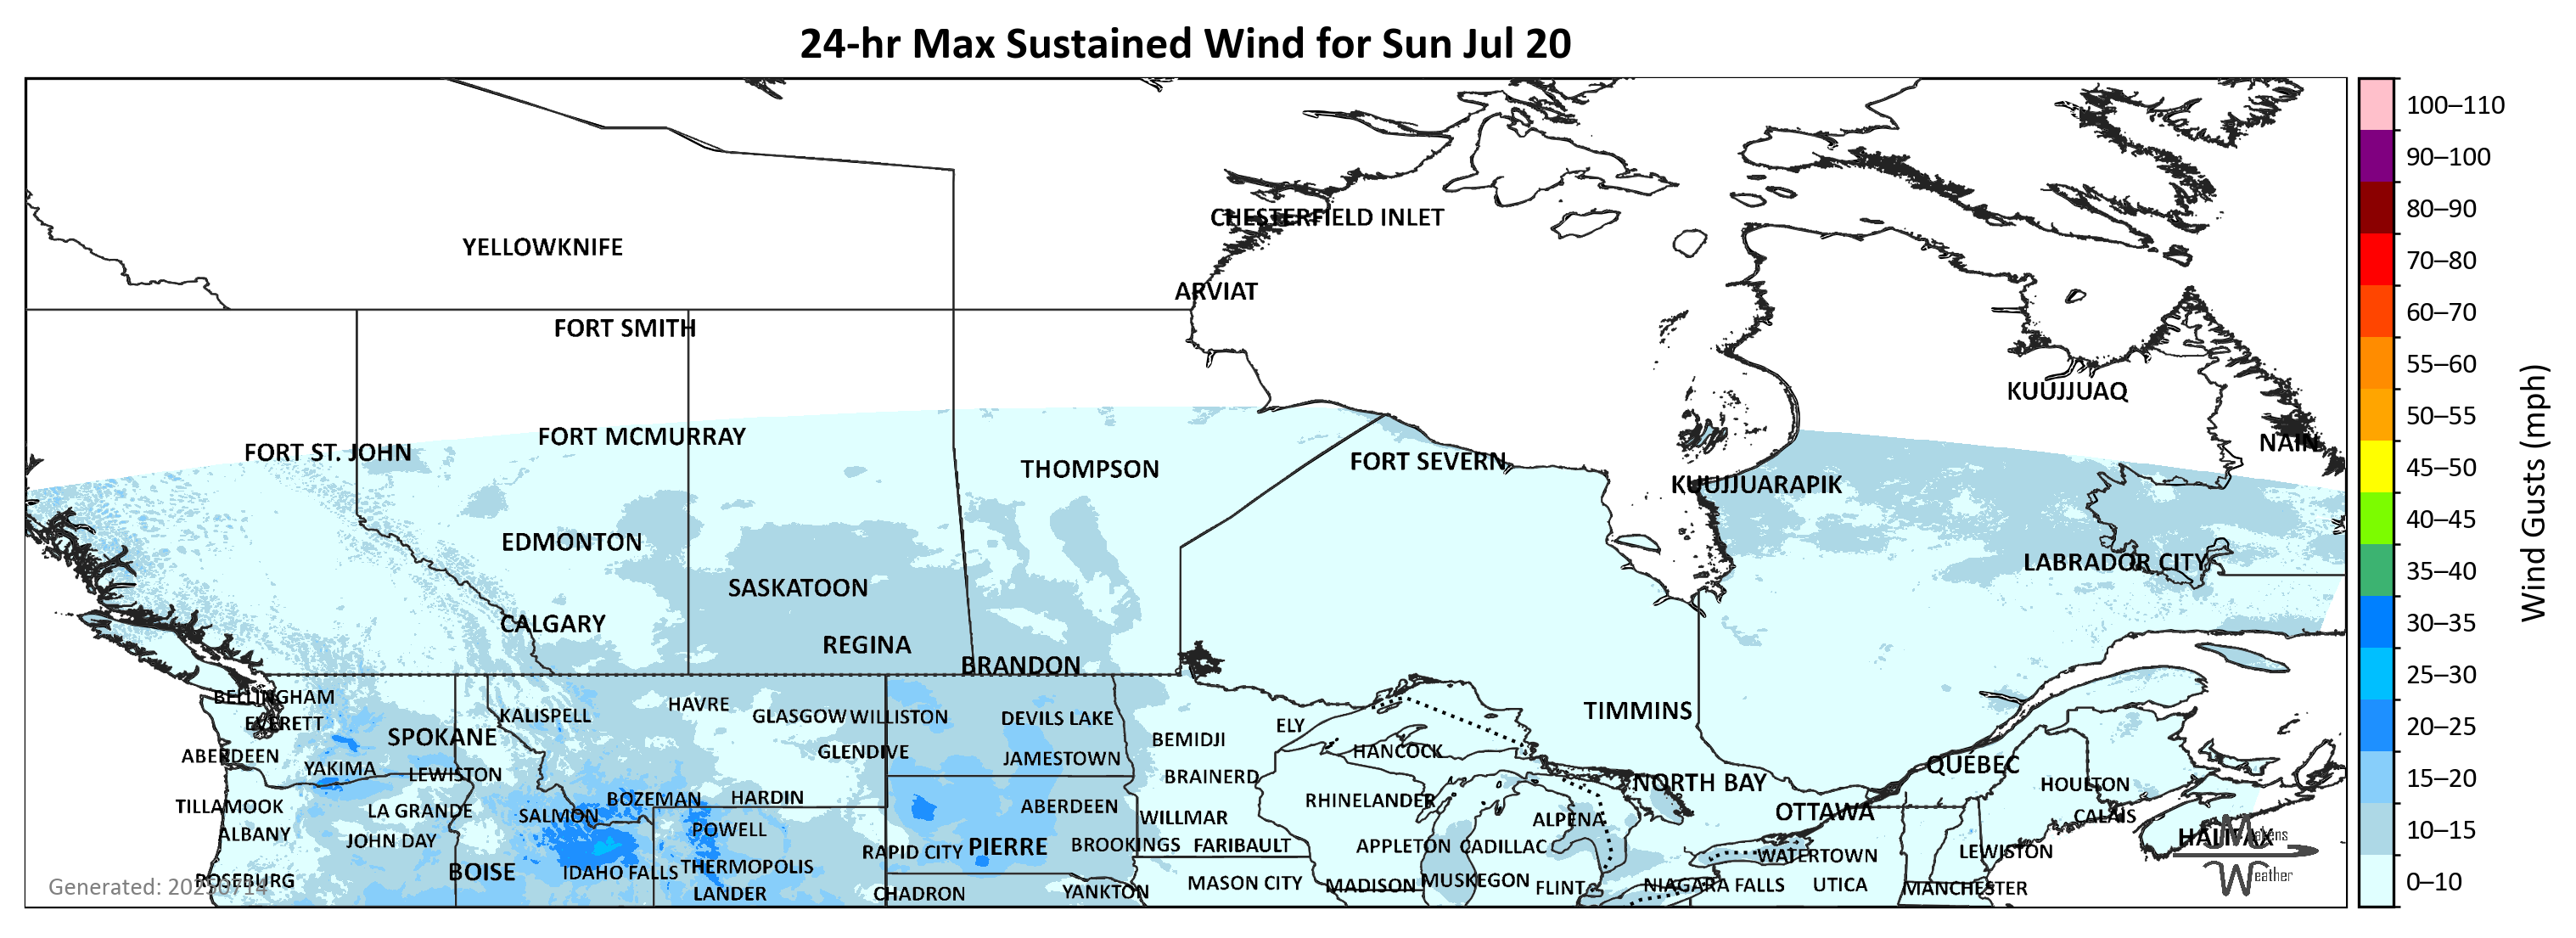 24-hr Max Sustained Wind for Sun Jul 20
100–110
90–100
80–90
70–80
60–70
55–60
50–55
45–50
40–45
35–40
30–35
25–30
20–25
15–20
10–15
0–10
Wind Gusts (mph)
CHESTERFIELD INLET
YELLOWKNIFE
ARVIAT
FORT SMITH
KUUJJUAQ
FORT MCMURRAY
NAIN
FORT ST. JOHN
FORT SEVERN
THOMPSON
KUUJJUARAPIK
EDMONTON
LABRADOR CITY
SASKATOON
CALGARY
REGINA
BRANDON
BELLINGHAM
HAVRE
TIMMINS
KALISPELL
GLASGOW
WILLISTON
DEVILS LAKE
EVERETT
ELY
SPOKANE
BEMIDJI
GLENDIVE
HANCOCK
ABERDEEN
JAMESTOWN
QUÉBEC
YAKIMA
LEWISTON
BRAINERD
NORTH BAY
HOULTON
BOZEMAN
HARDIN
RHINELANDER
TILLAMOOK
ABERDEEN
LA GRANDE
OTTAWA
SALMON
WILLMAR
ALPENA
CALAIS
POWELL
ALBANY
HALIFAX
Makens
Weather
JOHN DAY
PIERRE
BROOKINGS
FARIBAULT
APPLETON
CADILLAC
RAPID CITY
LEWISTON
WATERTOWN
THERMOPOLIS
BOISE
IDAHO FALLS
ROSEBURG
MUSKEGON
MASON CITY
MADISON
NIAGARA FALLS
UTICA
Generated: 20250714
FLINT
MANCHESTER
LANDER
CHADRON
YANKTON